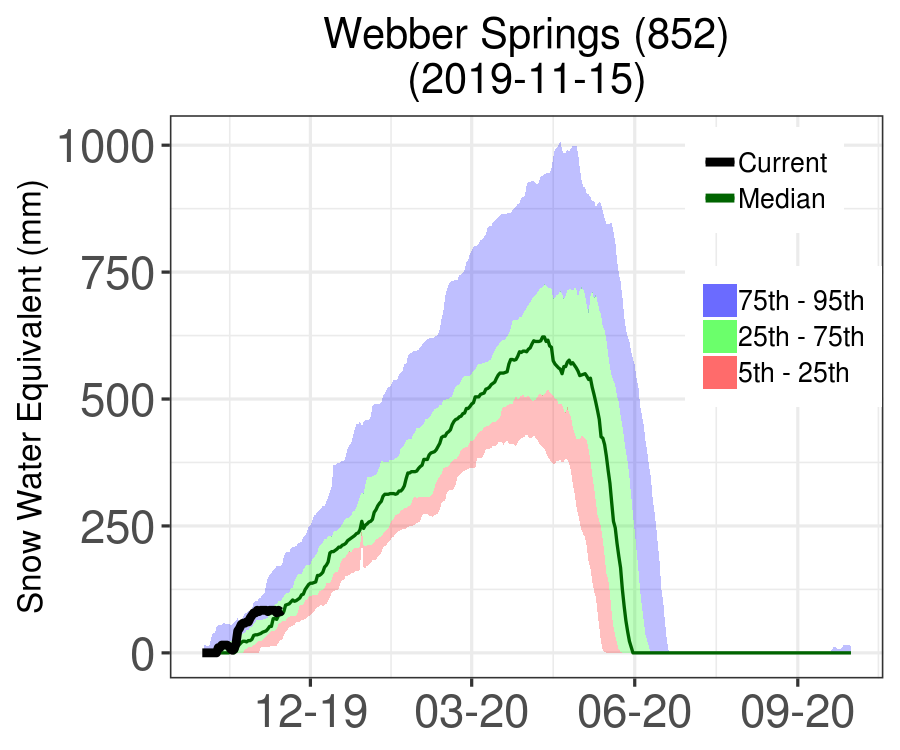 Webber Springs (852)
(2019-11-15)
Snow Water Equivalent (mm)
1000
750
500
250
0
12-19
03-20
06-20
09-20
Current
Median
75th - 95th
25th - 75th
5th - 25th